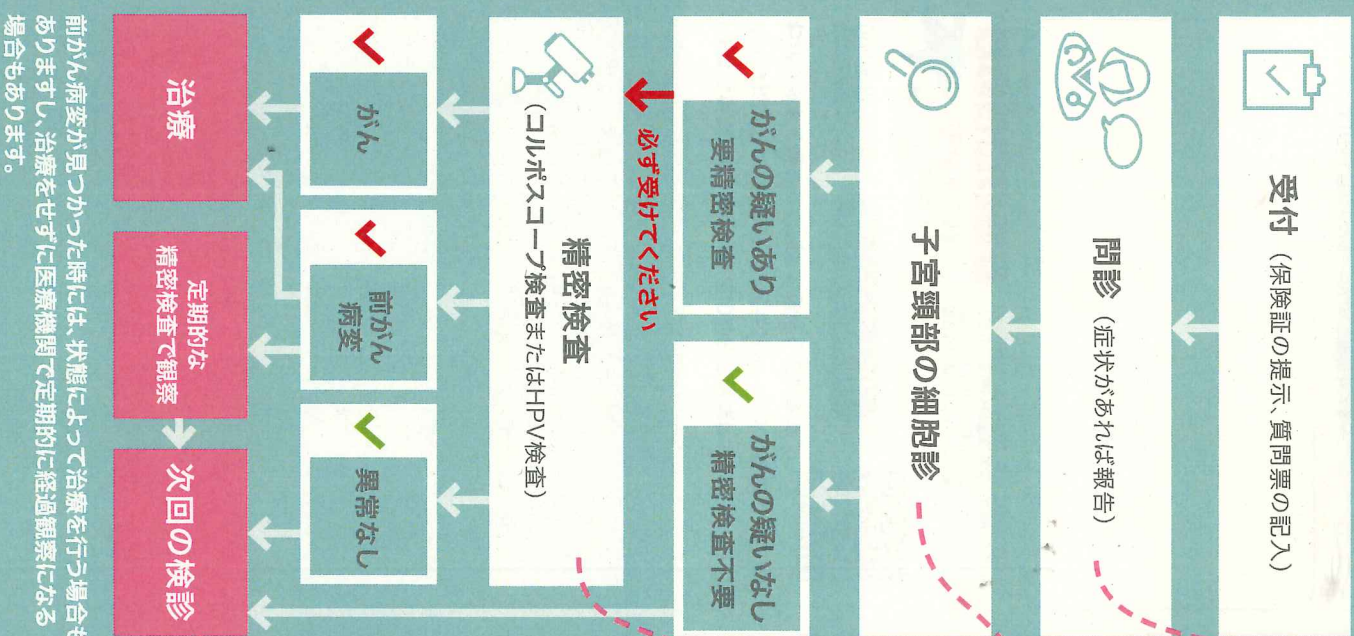 受付 (保険証の提示、質問票の記入)
問診 (症状があれば報告)
子宮頸部の細胞診
がんの疑いあり
要精密検査
がんの疑いなし
精密検査不要
必ず受けてください
精密検査
(コルポスコープ検査またはHPV検査)
がん
前がん
病変
異常なし
治療
定期的な
精密検査で観察
次回の検診
前がん病変が見つかった時には、状態によって治療を行う場合も
ありますし、治療をせずに医療機関で定期的に経過観察になる
場合もあります。